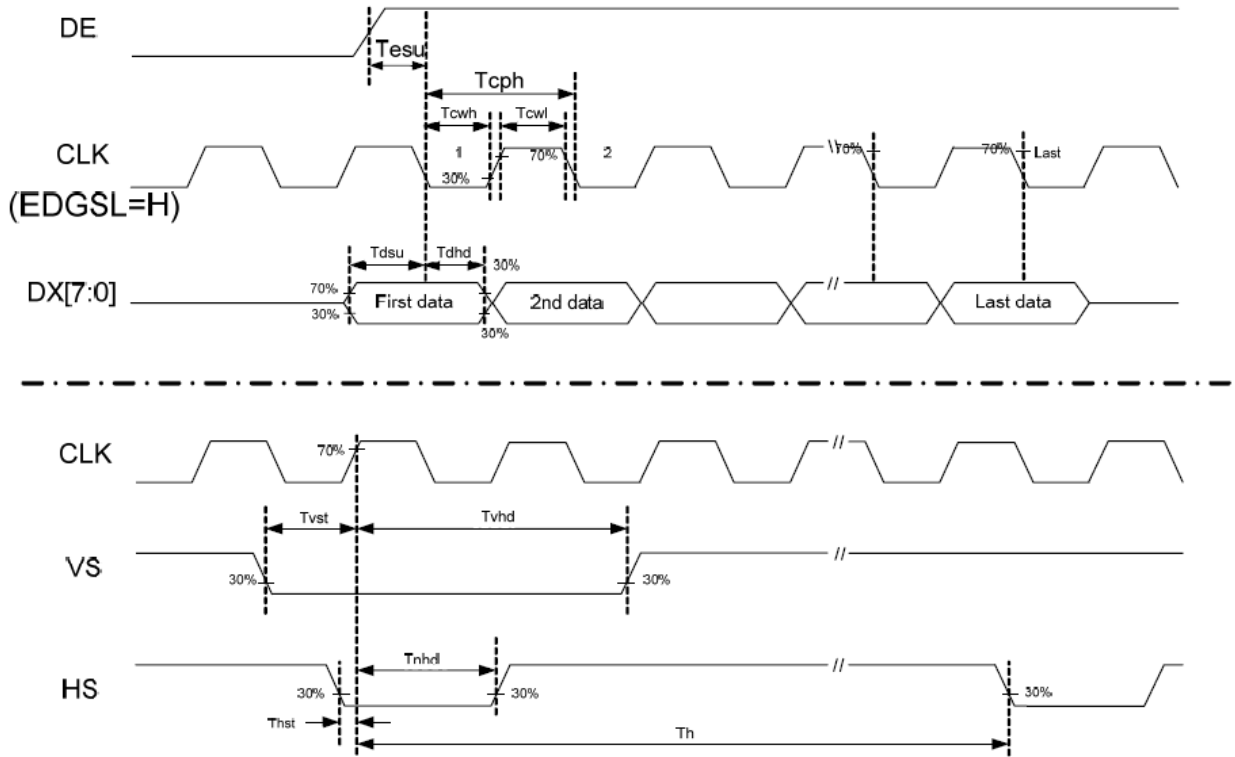 DE
Tesu
Tcph
Tcwh
Tcwl
CLK
1
70%
2
\\
70%
70%
Last
30%
(EDGSL=H)
Tdsu
Tdhd
30%
DX[7:0]
70%
First data
2nd data
//
Last data
30%
30%
CLK
70%
//
Tvst
Tvhd
VS
30%
30%
//
Tnhd
HS
30%
30%
//
30%
Thst
Th